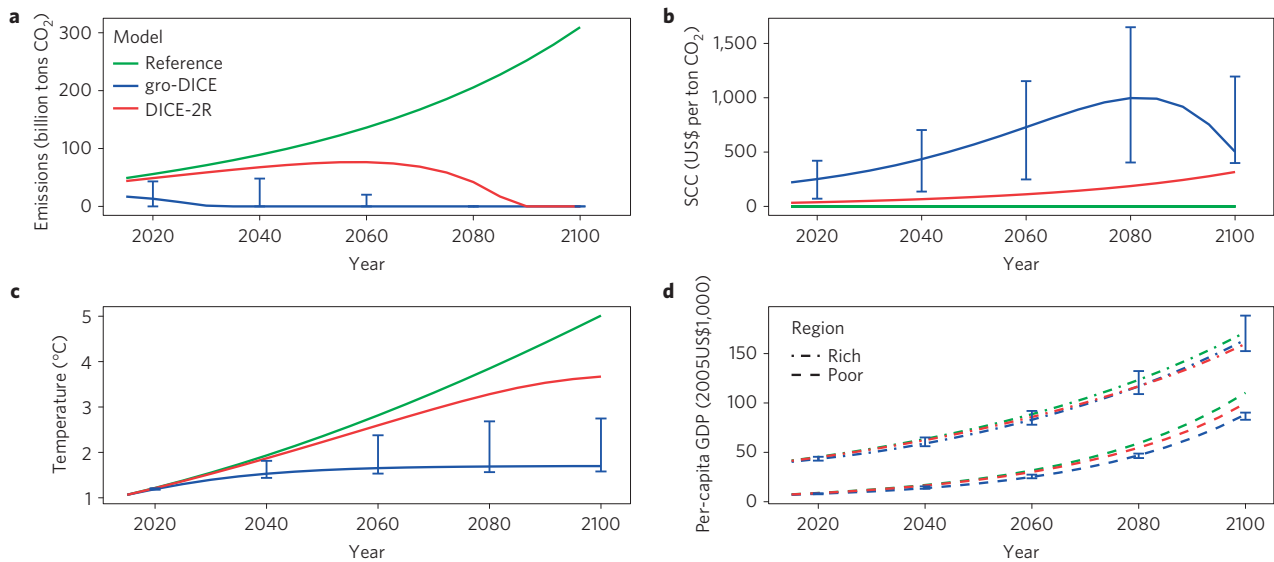 a
Emissions (billion tons CO₂)
300
200
100
0
Model
Reference
gro-DICE
DICE-2R
2020 2040 2060 2080 2100
Year
b
SCC (US$ per ton CO₂)
1,500
1,000
500
0
2020 2040 2060 2080 2100
Year
c
Temperature (°C)
5
4
3
2
1
2020 2040 2060 2080 2100
Year
d
Per-capita GDP (2005US$1,000)
150
100
50
0
Region
Rich
Poor
2020 2040 2060 2080 2100
Year